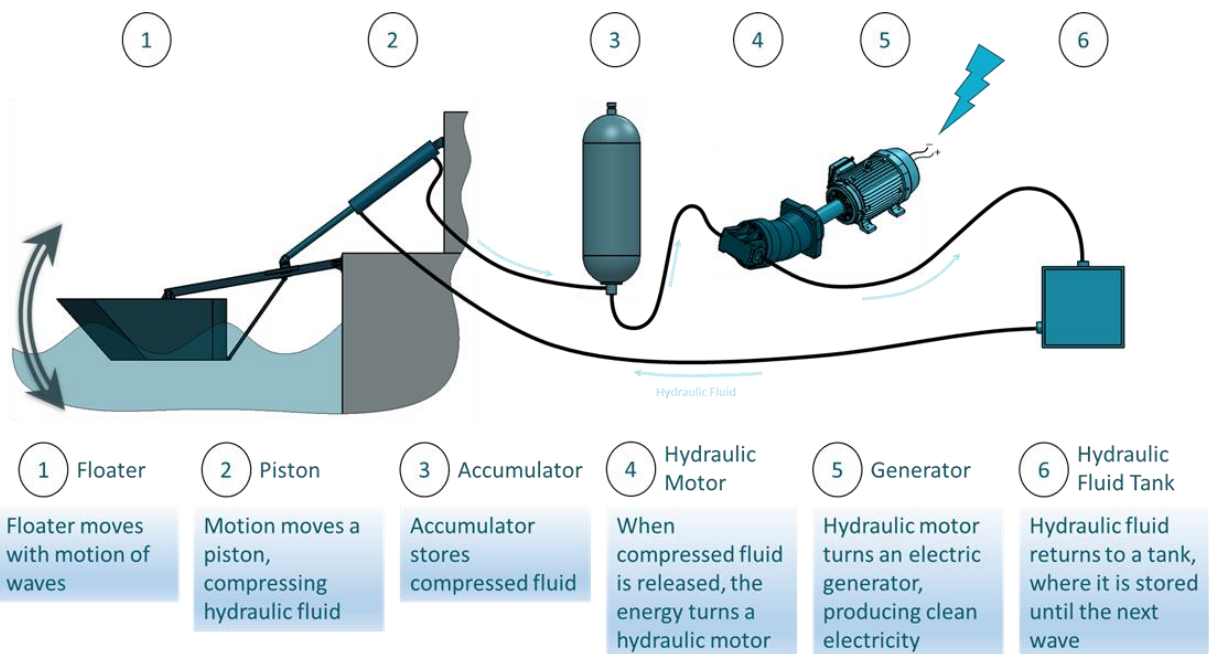 1 2 3 4 5 6
− +
Hydraulic Fluid
1 Floater
Floater moves
with motion of
waves
2 Piston
Motion moves a
piston,
compressing
hydraulic fluid
3 Accumulator
Accumulator
stores
compressed fluid
4 Hydraulic
Motor
When
compressed fluid
is released, the
energy turns a
hydraulic motor
5 Generator
Hydraulic motor
turns an electric
generator,
producing clean
electricity
6 Hydraulic
Fluid Tank
Hydraulic fluid
returns to a tank,
where it is stored
until the next
wave